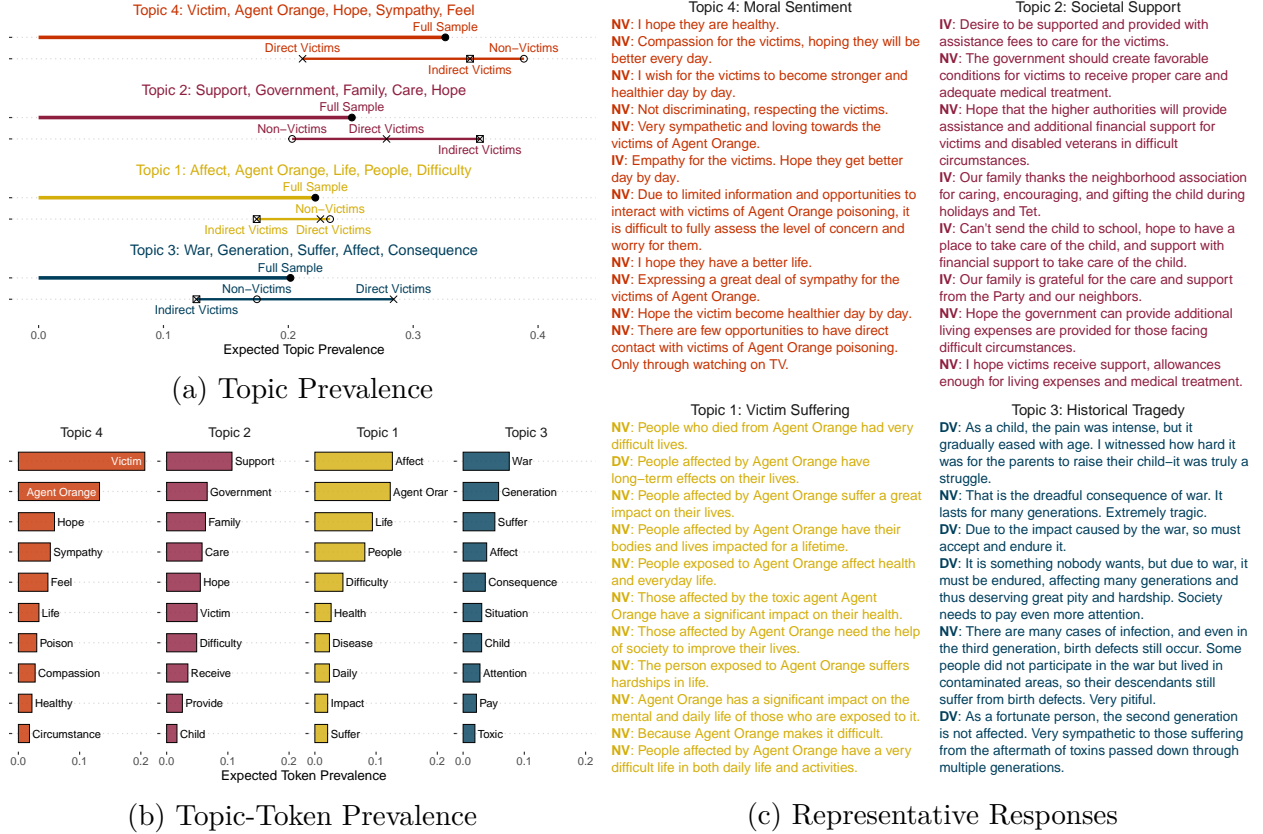 Topic 4: Victim, Agent Orange, Hope, Sympathy, Feel
Full Sample
Direct Victims
Non−Victims
Indirect Victims
Topic 2: Support, Government, Family, Care, Hope
Full Sample
Non−Victims
Direct Victims
Indirect Victims
Topic 1: Affect, Agent Orange, Life, People, Difficulty
Full Sample
Non−Victims
Indirect Victims
Direct Victims
Topic 3: War, Generation, Suffer, Affect, Consequence
Full Sample
Non−Victims
Direct Victims
Indirect Victims
0.0
0.1
0.2
0.3
0.4
Expected Topic Prevalence
(a) Topic Prevalence
Topic 4
Victim
Agent Orange
Hope
Sympathy
Feel
Life
Poison
Compassion
Healthy
Circumstance
0.0
0.1
0.2
Topic 2
Support
Government
Family
Care
Hope
Victim
Difficulty
Receive
Provide
Child
0.0
0.1
0.2
Topic 1
Affect
Agent Orar
Life
People
Difficulty
Health
Disease
Daily
Impact
Suffer
0.0
0.1
0.2
Topic 3
War
Generation
Suffer
Affect
Consequence
Situation
Child
Attention
Pay
Toxic
0.0
0.1
0.2
Expected Token Prevalence
(b) Topic-Token Prevalence
Topic 4: Moral Sentiment
NV: I hope they are healthy.
NV: Compassion for the victims, hoping they will be
better every day.
NV: I wish for the victims to become stronger and
healthier day by day.
NV: Not discriminating, respecting the victims.
NV: Very sympathetic and loving towards the
victims of Agent Orange.
IV: Empathy for the victims. Hope they get better
day by day.
NV: Due to limited information and opportunities to
interact with victims of Agent Orange poisoning, it
is difficult to fully assess the level of concern and
worry for them.
NV: I hope they have a better life.
NV: Expressing a great deal of sympathy for the
victims of Agent Orange.
NV: Hope the victim become healthier day by day.
NV: There are few opportunities to have direct
contact with victims of Agent Orange poisoning.
Only through watching on TV.
Topic 2: Societal Support
IV: Desire to be supported and provided with
assistance fees to care for the victims.
NV: The government should create favorable
conditions for victims to receive proper care and
adequate medical treatment.
NV: Hope that the higher authorities will provide
assistance and additional financial support for
victims and disabled veterans in difficult
circumstances.
IV: Our family thanks the neighborhood association
for caring, encouraging, and gifting the child during
holidays and Tet.
IV: Can't send the child to school, hope to have a
place to take care of the child, and support with
financial support to take care of the child.
IV: Our family is grateful for the care and support
from the Party and our neighbors.
NV: Hope the government can provide additional
living expenses are provided for those facing
difficult circumstances.
NV: I hope victims receive support, allowances
enough for living expenses and medical treatment.
Topic 1: Victim Suffering
NV: People who died from Agent Orange had very
difficult lives.
DV: People affected by Agent Orange have
long−term effects on their lives.
NV: People affected by Agent Orange suffer a great
impact on their lives.
NV: People affected by Agent Orange have their
bodies and lives impacted for a lifetime.
NV: People exposed to Agent Orange affect health
and everyday life.
NV: Those affected by the toxic agent Agent
Orange have a significant impact on their health.
NV: Those affected by Agent Orange need the help
of society to improve their lives.
NV: The person exposed to Agent Orange suffers
hardships in life.
NV: Agent Orange has a significant impact on the
mental and daily life of those who are exposed to it.
NV: Because Agent Orange makes it difficult.
NV: People affected by Agent Orange have a very
difficult life in both daily life and activities.
Topic 3: Historical Tragedy
DV: As a child, the pain was intense, but it
gradually eased with age. I witnessed how hard it
was for the parents to raise their child−it was truly a
struggle.
NV: That is the dreadful consequence of war. It
lasts for many generations. Extremely tragic.
DV: Due to the impact caused by the war, so must
accept and endure it.
DV: It is something nobody wants, but due to war, it
must be endured, affecting many generations and
thus deserving great pity and hardship. Society
needs to pay even more attention.
NV: There are many cases of infection, and even in
the third generation, birth defects still occur. Some
people did not participate in the war but lived in
contaminated areas, so their descendants still
suffer from birth defects. Very pitiful.
DV: As a fortunate person, the second generation
is not affected. Very sympathetic to those suffering
from the aftermath of toxins passed down through
multiple generations.
(c) Representative Responses